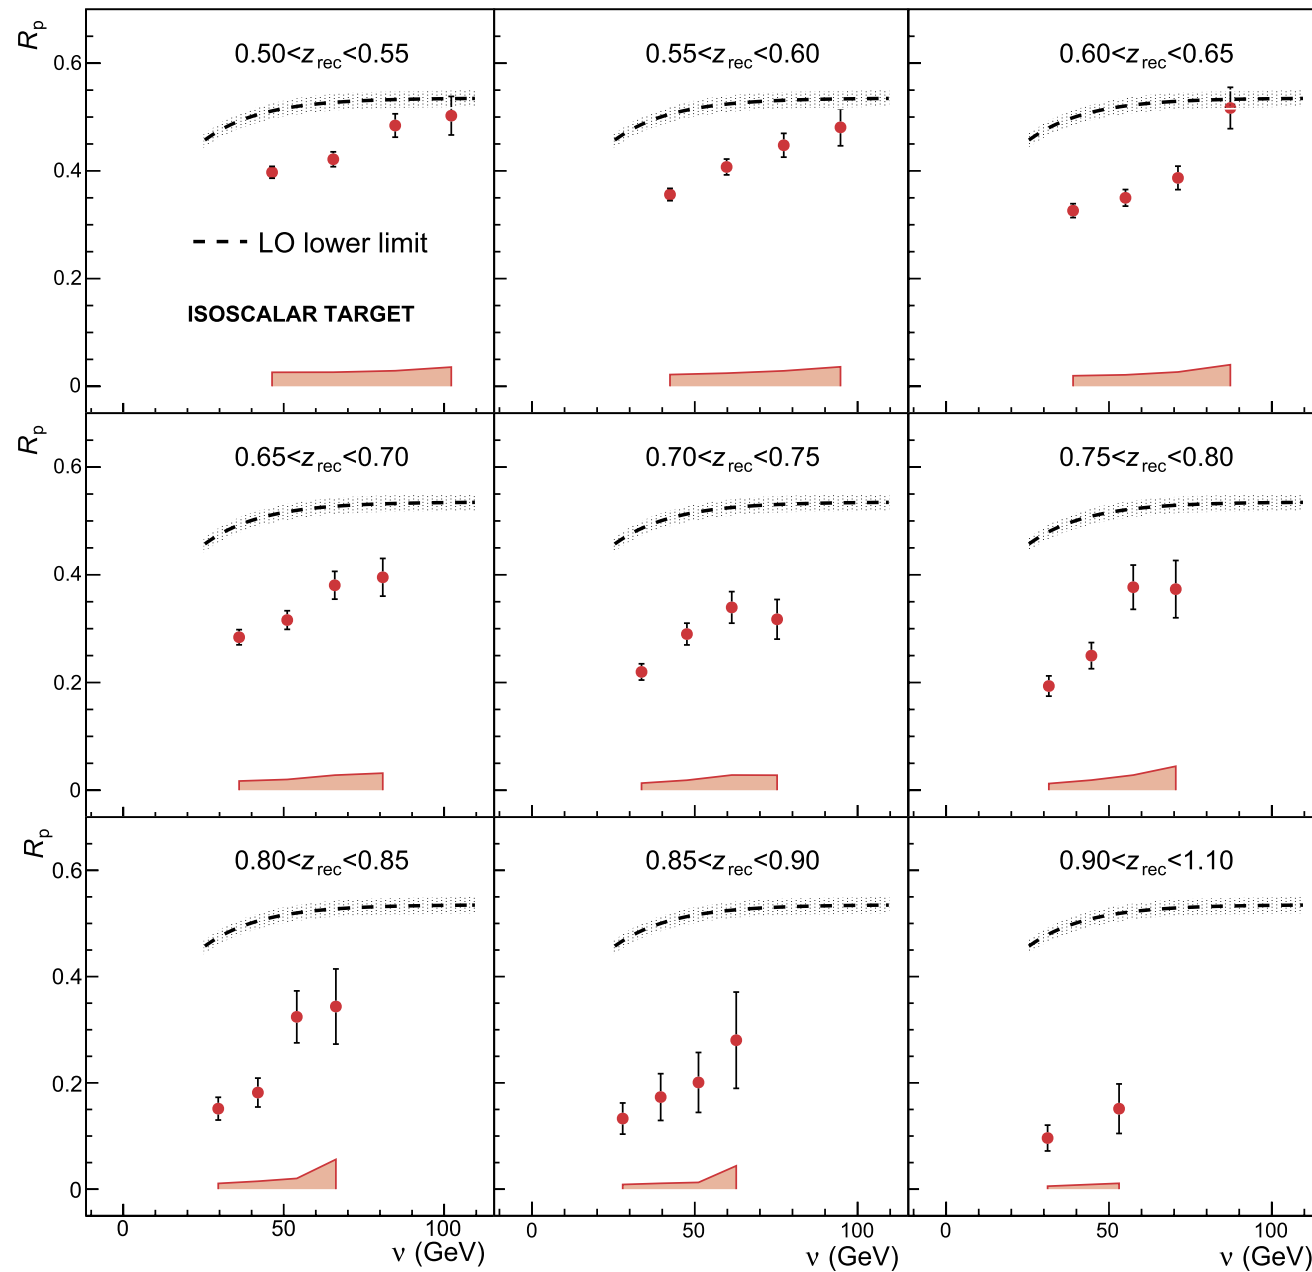 R_p
0.6
0.4
0.2
0
0.50<z_rec<0.55
LO lower limit
ISOSCALAR TARGET
0.55<z_rec<0.60
0.60<z_rec<0.65
R_p
0.6
0.4
0.2
0
0.65<z_rec<0.70
0.70<z_rec<0.75
0.75<z_rec<0.80
R_p
0.6
0.4
0.2
0
0.80<z_rec<0.85
0.85<z_rec<0.90
0.90<z_rec<1.10
0 50 100
ν (GeV)
0 50 100
ν (GeV)
0 50 100
ν (GeV)